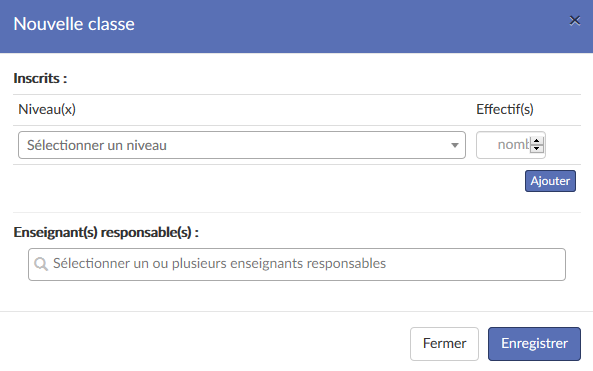 Nouvelle classe
Inscrits :
Niveau(x) Effectif(s)
Sélectionner un niveau
Ajouter
Enseignant(s) responsable(s) :
Sélectionner un ou plusieurs enseignants responsables
Fermer Enregistrer